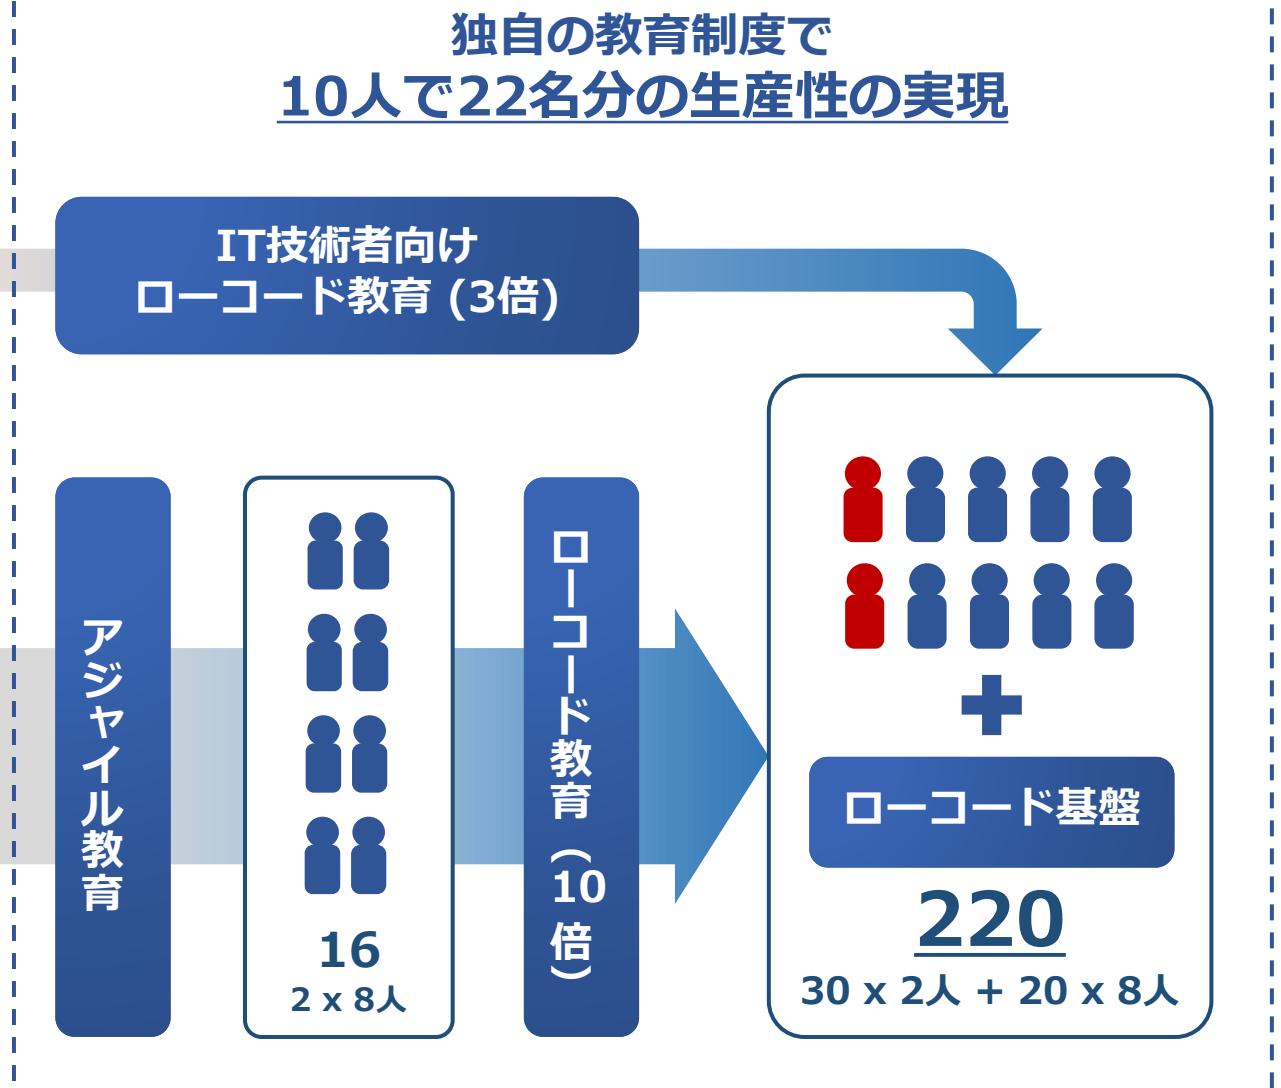 独自の教育制度で
10人で22名分の生産性の実現
IT技術者向け
ローコード教育 (3倍)
アジャイル教育
16
2 x 8人
ローコード教育（10倍）
ローコード基盤
220
30 x 2人 + 20 x 8人